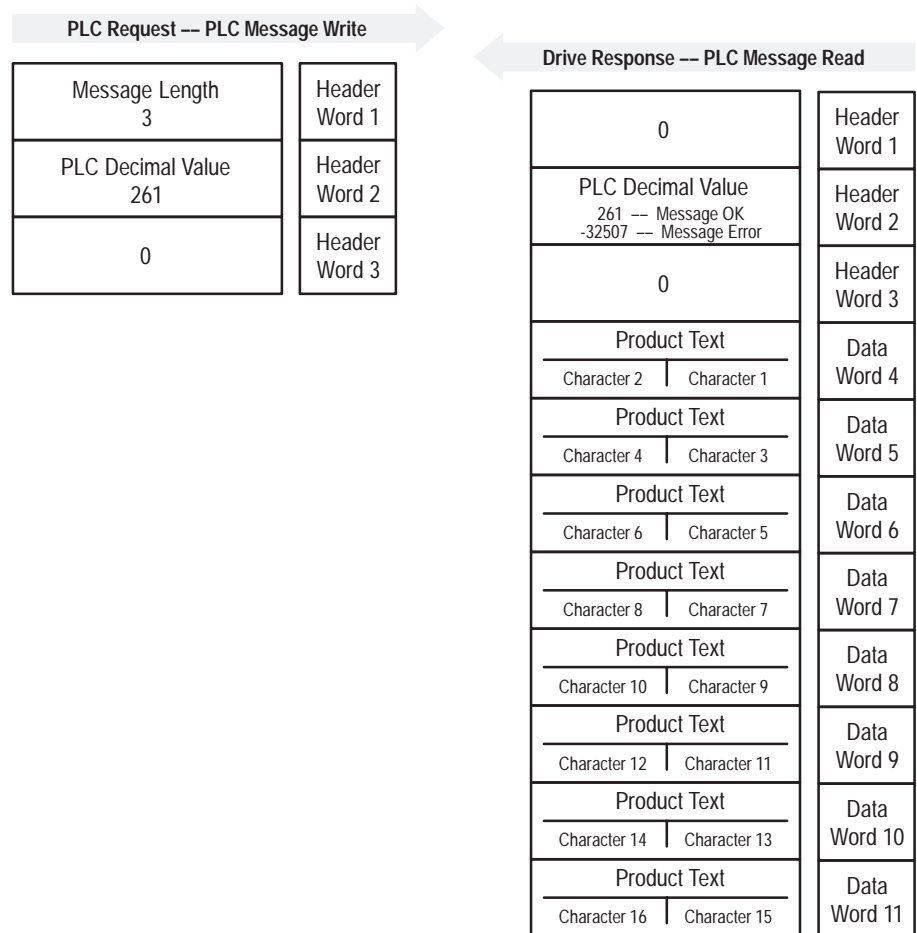 PLC Request –– PLC Message Write
Message Length
3
Header
Word 1
PLC Decimal Value
261
Header
Word 2
0
Header
Word 3
Drive Response –– PLC Message Read
0
Header
Word 1
PLC Decimal Value
261 –– Message OK
-32507 –– Message Error
Header
Word 2
0
Header
Word 3
Product Text
Character 2 Character 1
Data
Word 4
Product Text
Character 4 Character 3
Data
Word 5
Product Text
Character 6 Character 5
Data
Word 6
Product Text
Character 8 Character 7
Data
Word 7
Product Text
Character 10 Character 9
Data
Word 8
Product Text
Character 12 Character 11
Data
Word 9
Product Text
Character 14 Character 13
Data
Word 10
Product Text
Character 16 Character 15
Data
Word 11